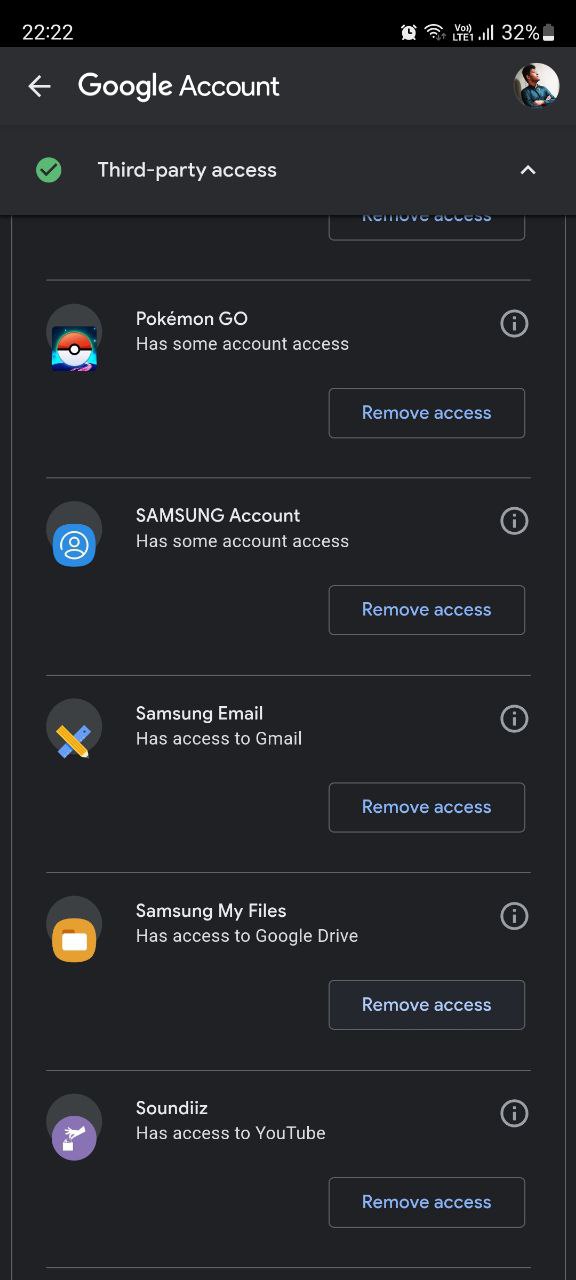 22:22
Vo)) LTE1 32%
Google Account
Third-party access
Remove access
Pokémon GO
Has some account access
Remove access
SAMSUNG Account
Has some account access
Remove access
Samsung Email
Has access to Gmail
Remove access
Samsung My Files
Has access to Google Drive
Remove access
Soundiiz
Has access to YouTube
Remove access